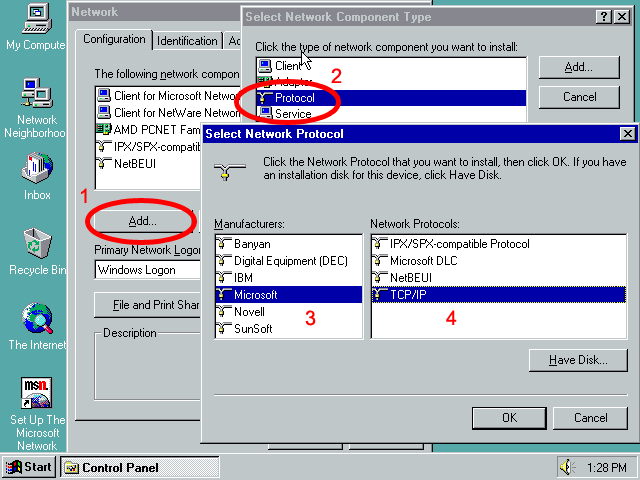 My Compute
Network
Neighborhoo
Inbox
Recycle Bin
The Internet
msn
Set Up The
Microsoft
Network
Network
Configuration
Identification
The following network compon
Client for Microsoft Networ
Client for NetWare Networ
AMD PCNET Fam
IPX/SPX-compatib
NetBEUI
1
Add...
Primary Network Logon
Windows Logon
File and Print Shar
Description
Select Network Component Type
Click the type of network component you want to install:
Client
Adapter
Protocol
Service
2
Add...
Cancel
Select Network Protocol
Click the Network Protocol that you want to install, then click OK. If you have
an installation disk for this device, click Have Disk.
Manufacturers:
Banyan
Digital Equipment (DEC)
IBM
Microsoft
Novell
SunSoft
3
Network Protocols:
IPX/SPX-compatible Protocol
Microsoft DLC
NetBEUI
TCP/IP
4
Have Disk...
OK
Cancel
Start
Control Panel
1:28 PM